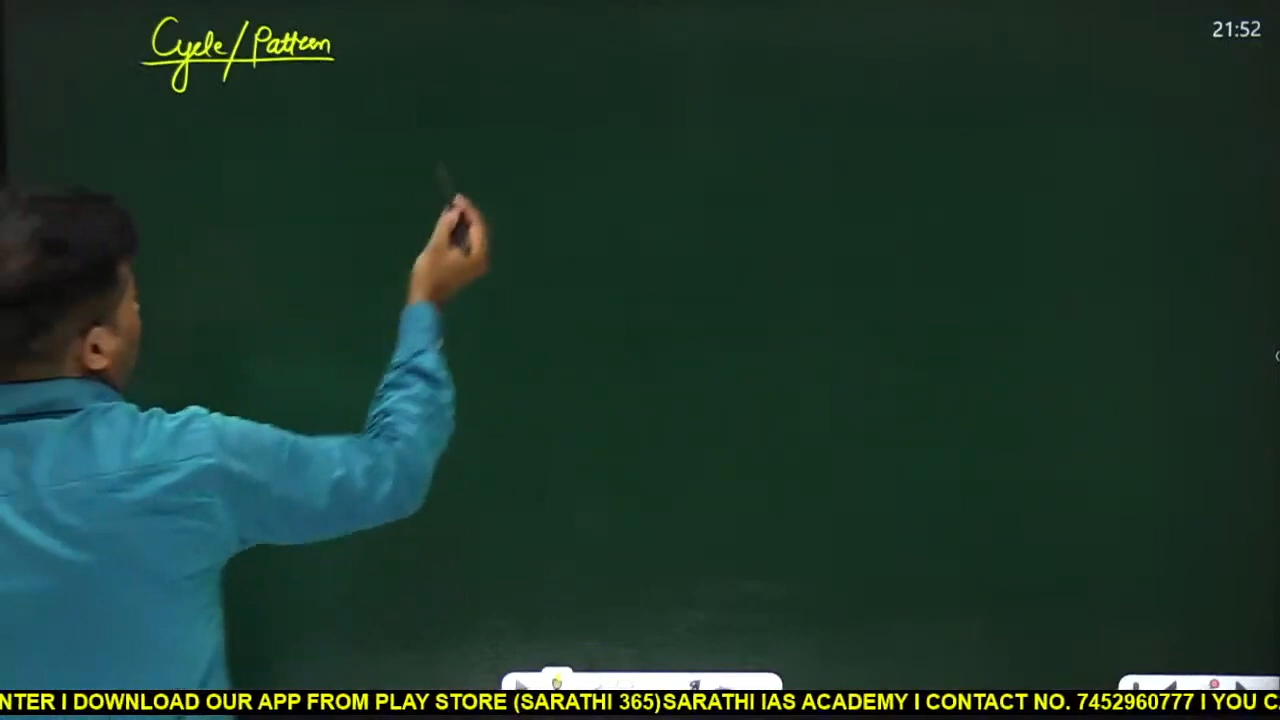 Cycle/Pattern
21:52
NTER I DOWNLOAD OUR APP FROM PLAY STORE (SARATHI 365)SARATHI IAS ACADEMY I CONTACT NO. 7452960777 I YOU C